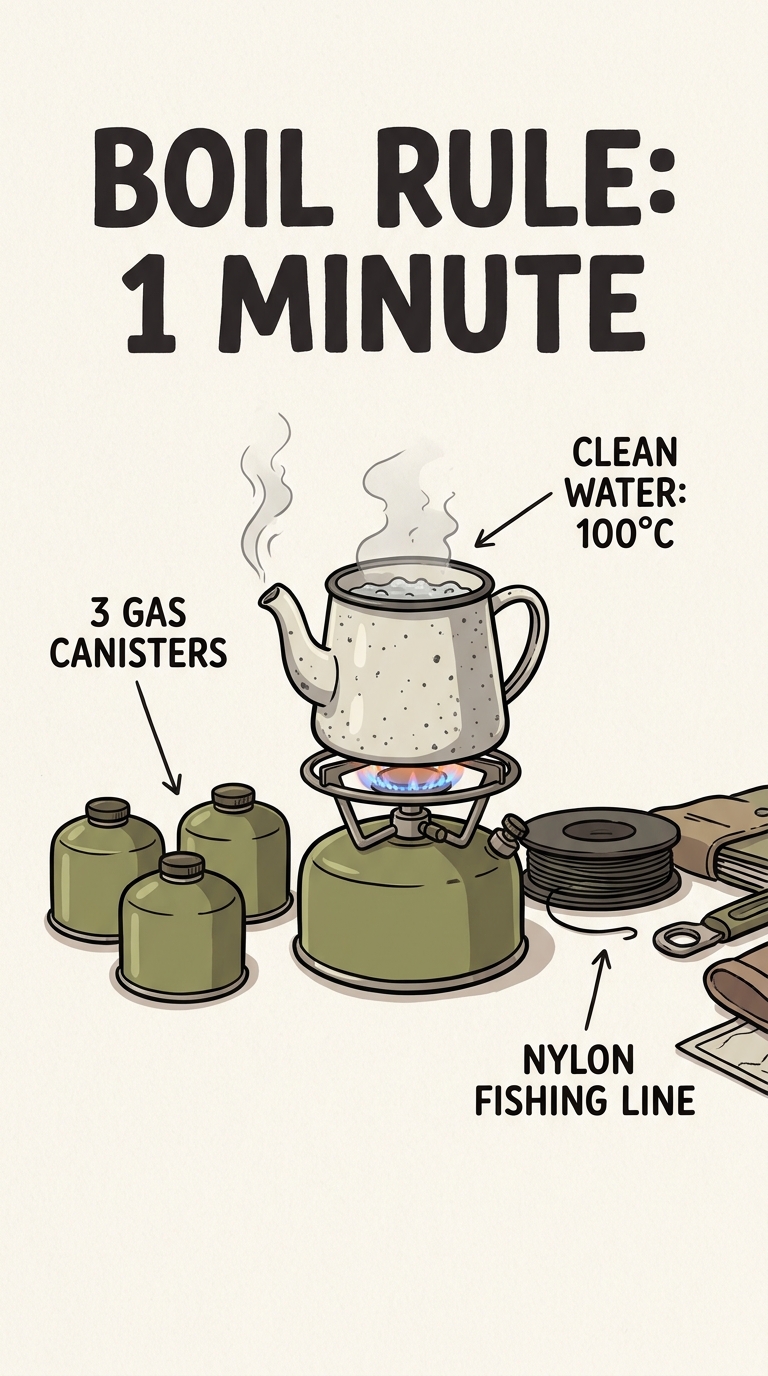 BOIL RULE:
1 MINUTE
CLEAN
WATER:
100°C
3 GAS
CANISTERS
NYLON
FISHING LINE